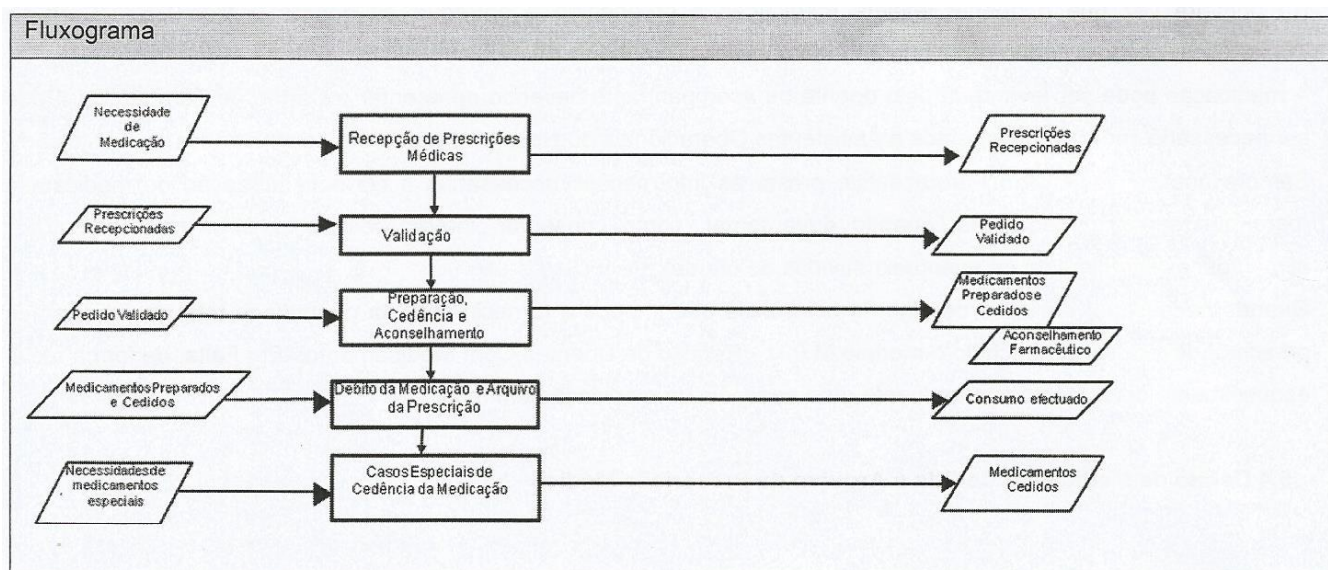 Fluxograma
Necessidade
de
Medicação
Recepção de Prescrições
Médicas
Prescrições
Recepcionadas
Prescrições
Recepcionadas
Validação
Pedido
Validado
Pedido Validado
Preparação,
Cedência e
Aconselhamento
Medicamentos
Preparados e
Cedidos
Aconselhamento
Farmacêutico
Medicamentos Preparados
e Cedidos
Debito da Medicação e Arquivo
da Prescrição
Consumo efectuado
Necessidades de
medicamentos
especiais
Casos Especiais de
Cedência da Medicação
Medicamentos
Cedidos